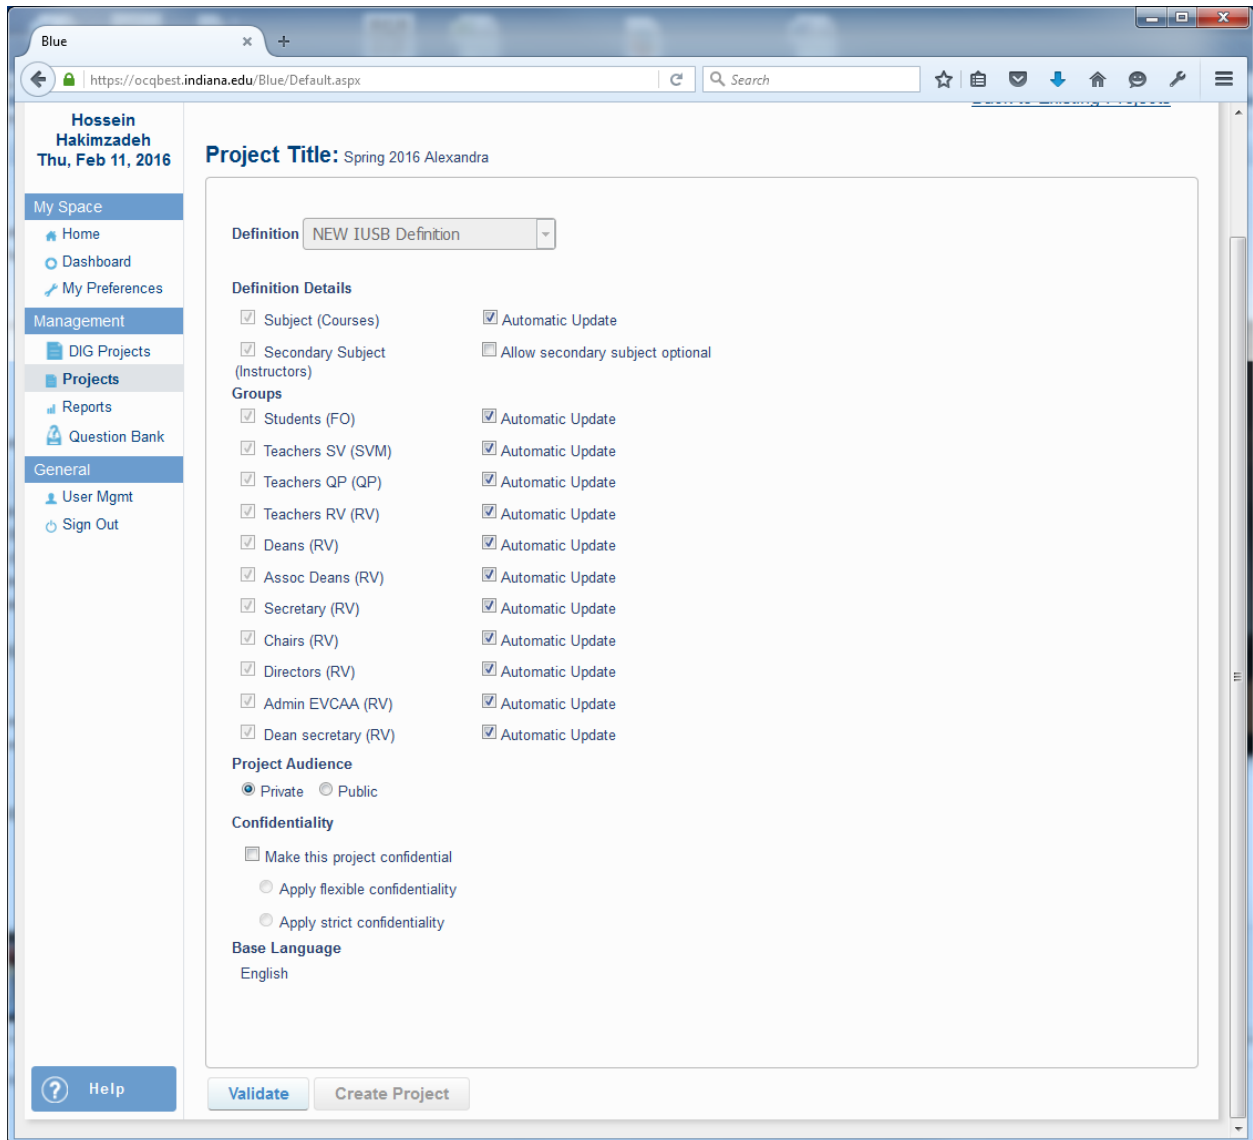 Blue
https://ocqbest.indiana.edu/Blue/Default.aspx
Search
Back to Existing Projects
Hossein
Hakimzadeh
Thu, Feb 11, 2016
Project Title: Spring 2016 Alexandra
My Space
Home
Dashboard
My Preferences
Management
DIG Projects
Projects
Reports
Question Bank
General
User Mgmt
Sign Out
Help
Definition NEW IUSB Definition
Definition Details
Subject (Courses) Automatic Update
Secondary Subject Allow secondary subject optional
(Instructors)
Groups
Students (FO) Automatic Update
Teachers SV (SVM) Automatic Update
Teachers QP (QP) Automatic Update
Teachers RV (RV) Automatic Update
Deans (RV) Automatic Update
Assoc Deans (RV) Automatic Update
Secretary (RV) Automatic Update
Chairs (RV) Automatic Update
Directors (RV) Automatic Update
Admin EVCAA (RV) Automatic Update
Dean secretary (RV) Automatic Update
Project Audience
Private Public
Confidentiality
Make this project confidential
Apply flexible confidentiality
Apply strict confidentiality
Base Language
English
Validate Create Project